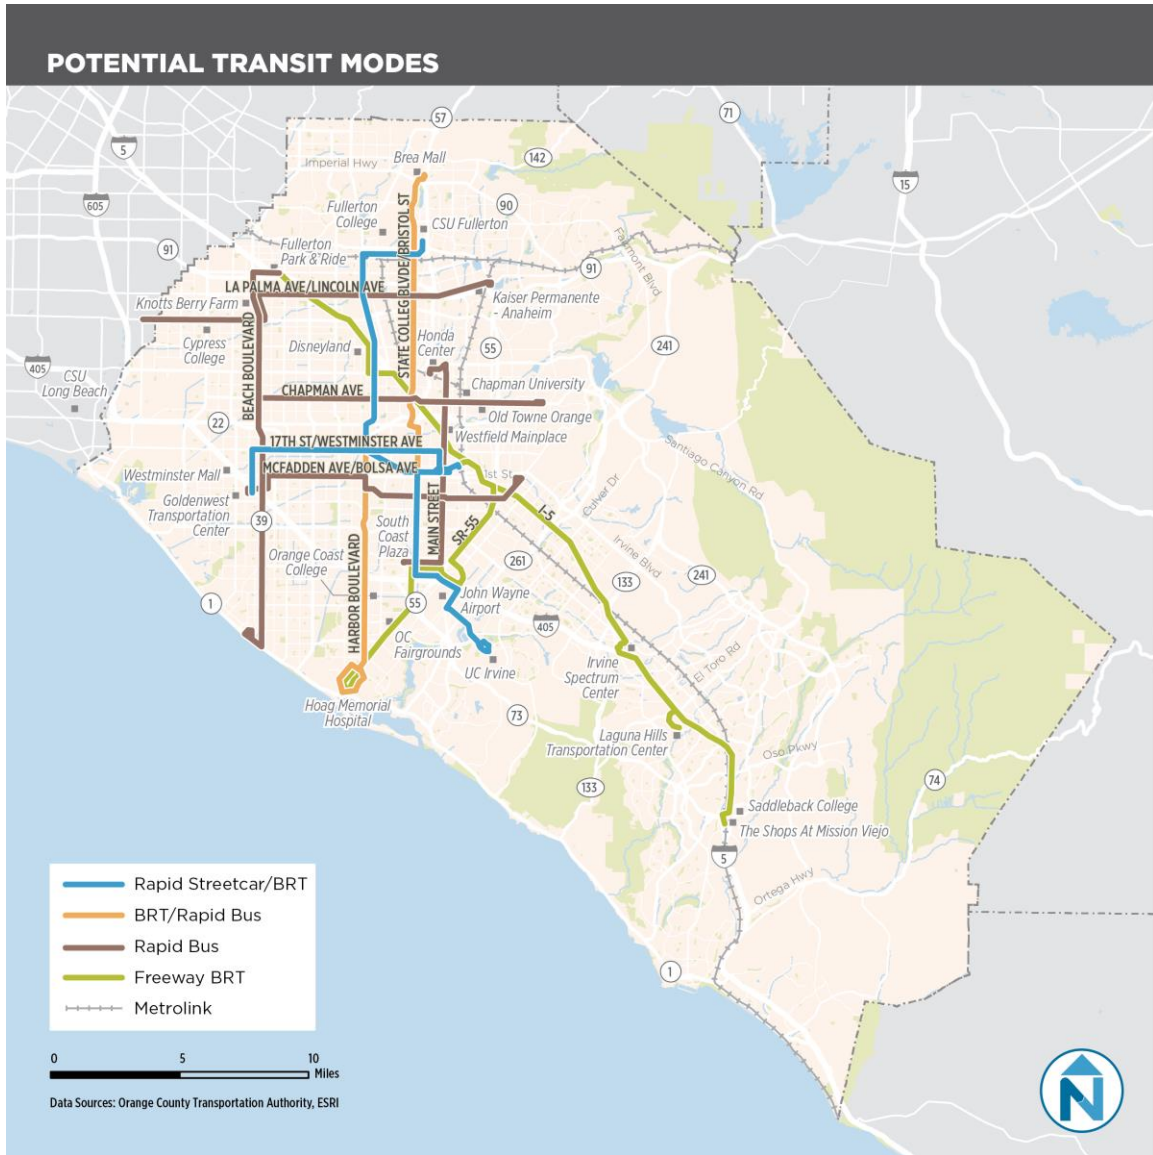 POTENTIAL TRANSIT MODES
57
71
5
Imperial Hwy
Brea Mall
142
15
605
Fullerton
College
90
CSU Fullerton
STATE COLLEG BLVDE/BRISTOL ST
91
Fullerton
Park & Ride
Fairmont Blvd
91
LA PALMA AVE/LINCOLN AVE
Knotts Berry Farm
Kaiser Permanente
- Anaheim
Cypress
College
BEACH BOULEVARD
Disneyland
Honda
Center
55
241
405
CSU
Long Beach
CHAPMAN AVE
Chapman University
Old Towne Orange
22
17TH ST/WESTMINSTER AVE
Westfield Mainplace
Santiago Canyon Rd
Westminster Mall
MCFADDEN AVE/BOLSA AVE
1st St
Goldenwest
Transportation
Center
39
South
Coast
Plaza
MAIN STREET
SR-55
I-5
Culver Dr
Irvine Blvd
Orange Coast
College
HARBOR BOULEVARD
261
133
241
1
55
John Wayne
Airport
405
OC
Fairgrounds
UC Irvine
Irvine
Spectrum
Center
El Toro Rd
Hoag Memorial
Hospital
73
Laguna Hills
Transportation Center
Oso Pkwy
133
74
Saddleback College
The Shops At Mission Viejo
5
Ortega Hwy
1
Rapid Streetcar/BRT
BRT/Rapid Bus
Rapid Bus
Freeway BRT
Metrolink
0 5 10
Miles
Data Sources: Orange County Transportation Authority, ESRI
N